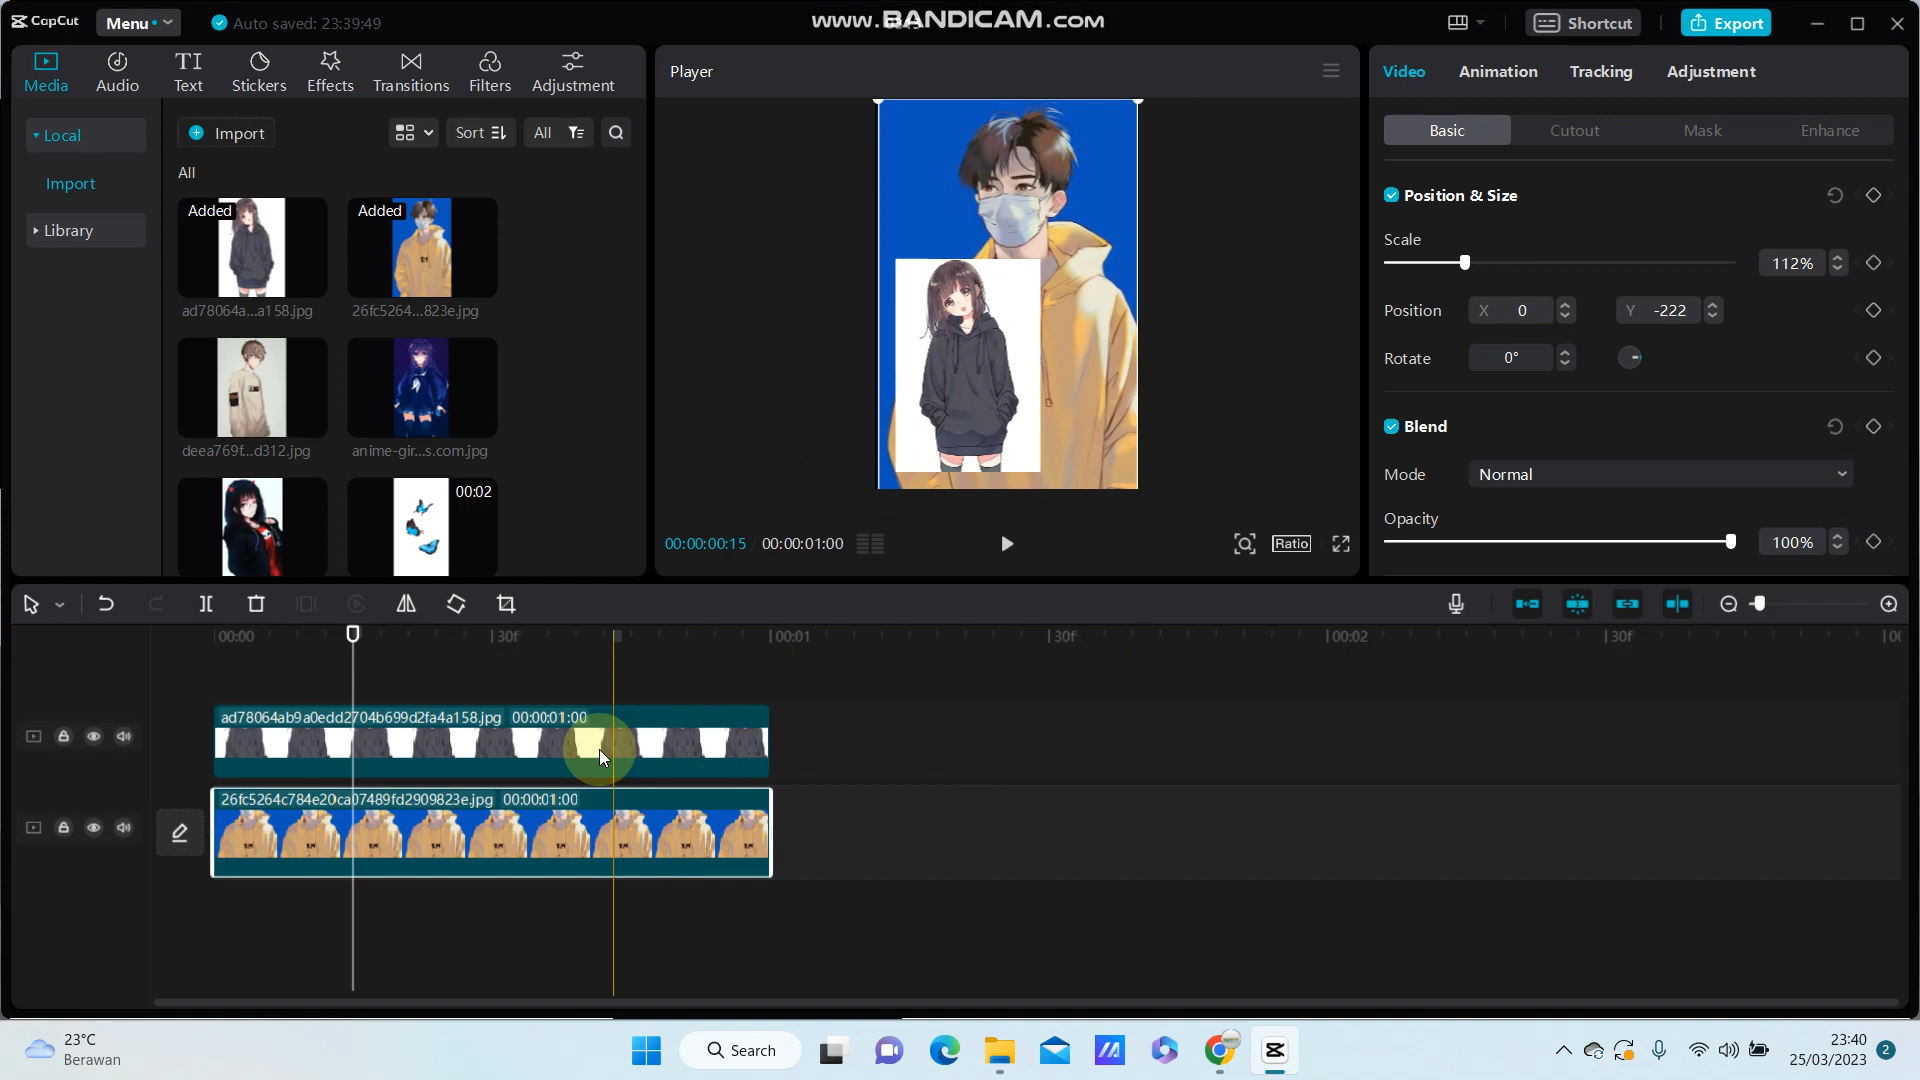 CapCut Menu Auto saved: 23:39:49 www.BANDICAM.com Shortcut Export
Media Audio Text Stickers Effects Transitions Filters Adjustment
Player
Video Animation Tracking Adjustment
Local
Import
Library
Import Sort All
All
Added Added
ad78064a...a158.jpg 26fc5264...823e.jpg
deea769f...d312.jpg anime-gir...s.com.jpg
00:02
00:00:00:15 00:00:01:00 Ratio
Basic Cutout Mask Enhance
Position & Size
Scale
112%
Position X 0 Y -222
Rotate 0°
Blend
Mode Normal
Opacity
100%
00:00 30f 00:01 30f 00:02 30f
ad78064ab9a0edd2704b699d2fa4a158.jpg 00:00:01:00
26fc5264c784e20ca07489fd2909823e.jpg 00:00:01:00
23°C
Berawan
Search
23:40
25/03/2023 2